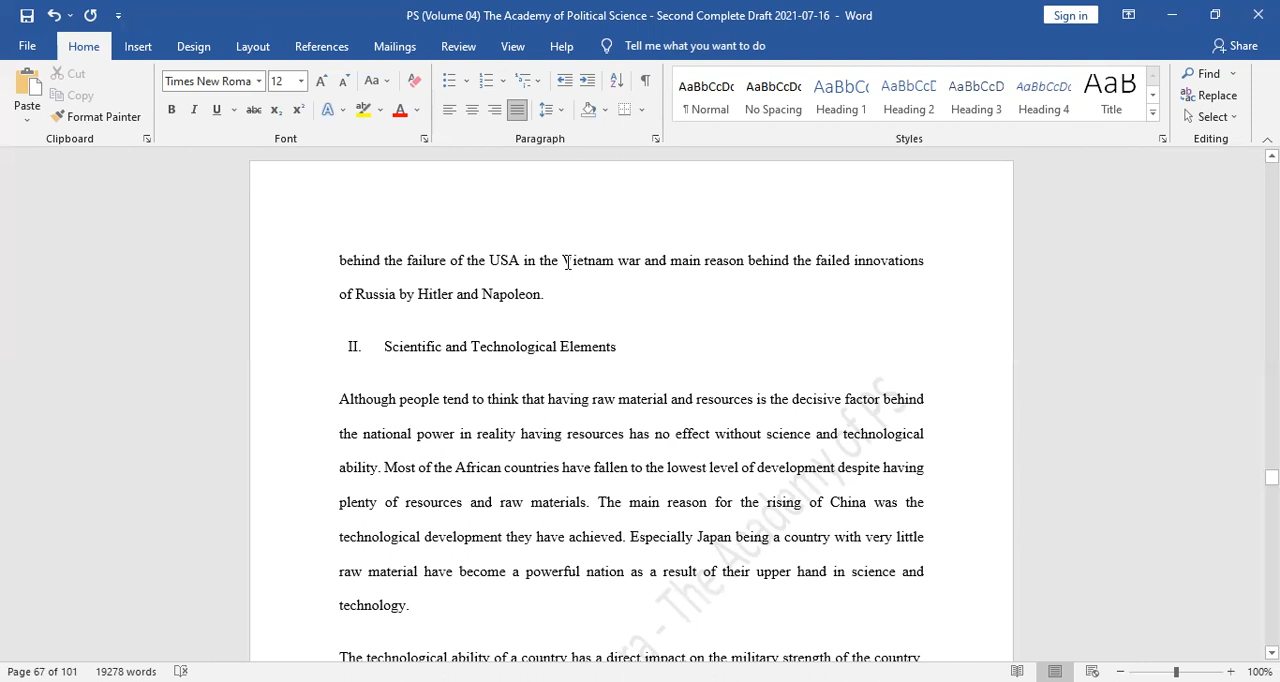 PS (Volume 04) The Academy of Political Science - Second Complete Draft 2021-07-16 - Word
Sign in
File Home Insert Design Layout References Mailings Review View Help Tell me what you want to do Share
Paste
Cut
Copy
Format Painter
Clipboard
Times New Roma 12
Font
Paragraph
AaBbCcDc AaBbCcDc AaBbCc AaBbCcC AaBbCcD AaBbCcDc AaB
¶ Normal No Spacing Heading 1 Heading 2 Heading 3 Heading 4 Title
Styles
Find
Replace
Select
Editing
behind the failure of the USA in the Vietnam war and main reason behind the failed innovations
of Russia by Hitler and Napoleon.
II. Scientific and Technological Elements
Although people tend to think that having raw material and resources is the decisive factor behind
the national power in reality having resources has no effect without science and technological
ability. Most of the African countries have fallen to the lowest level of development despite having
plenty of resources and raw materials. The main reason for the rising of China was the
technological development they have achieved. Especially Japan being a country with very little
raw material have become a powerful nation as a result of their upper hand in science and
technology.
The technological ability of a country has a direct impact on the military strength of the country.
- The Academy of PS
Page 67 of 101 19278 words
100%